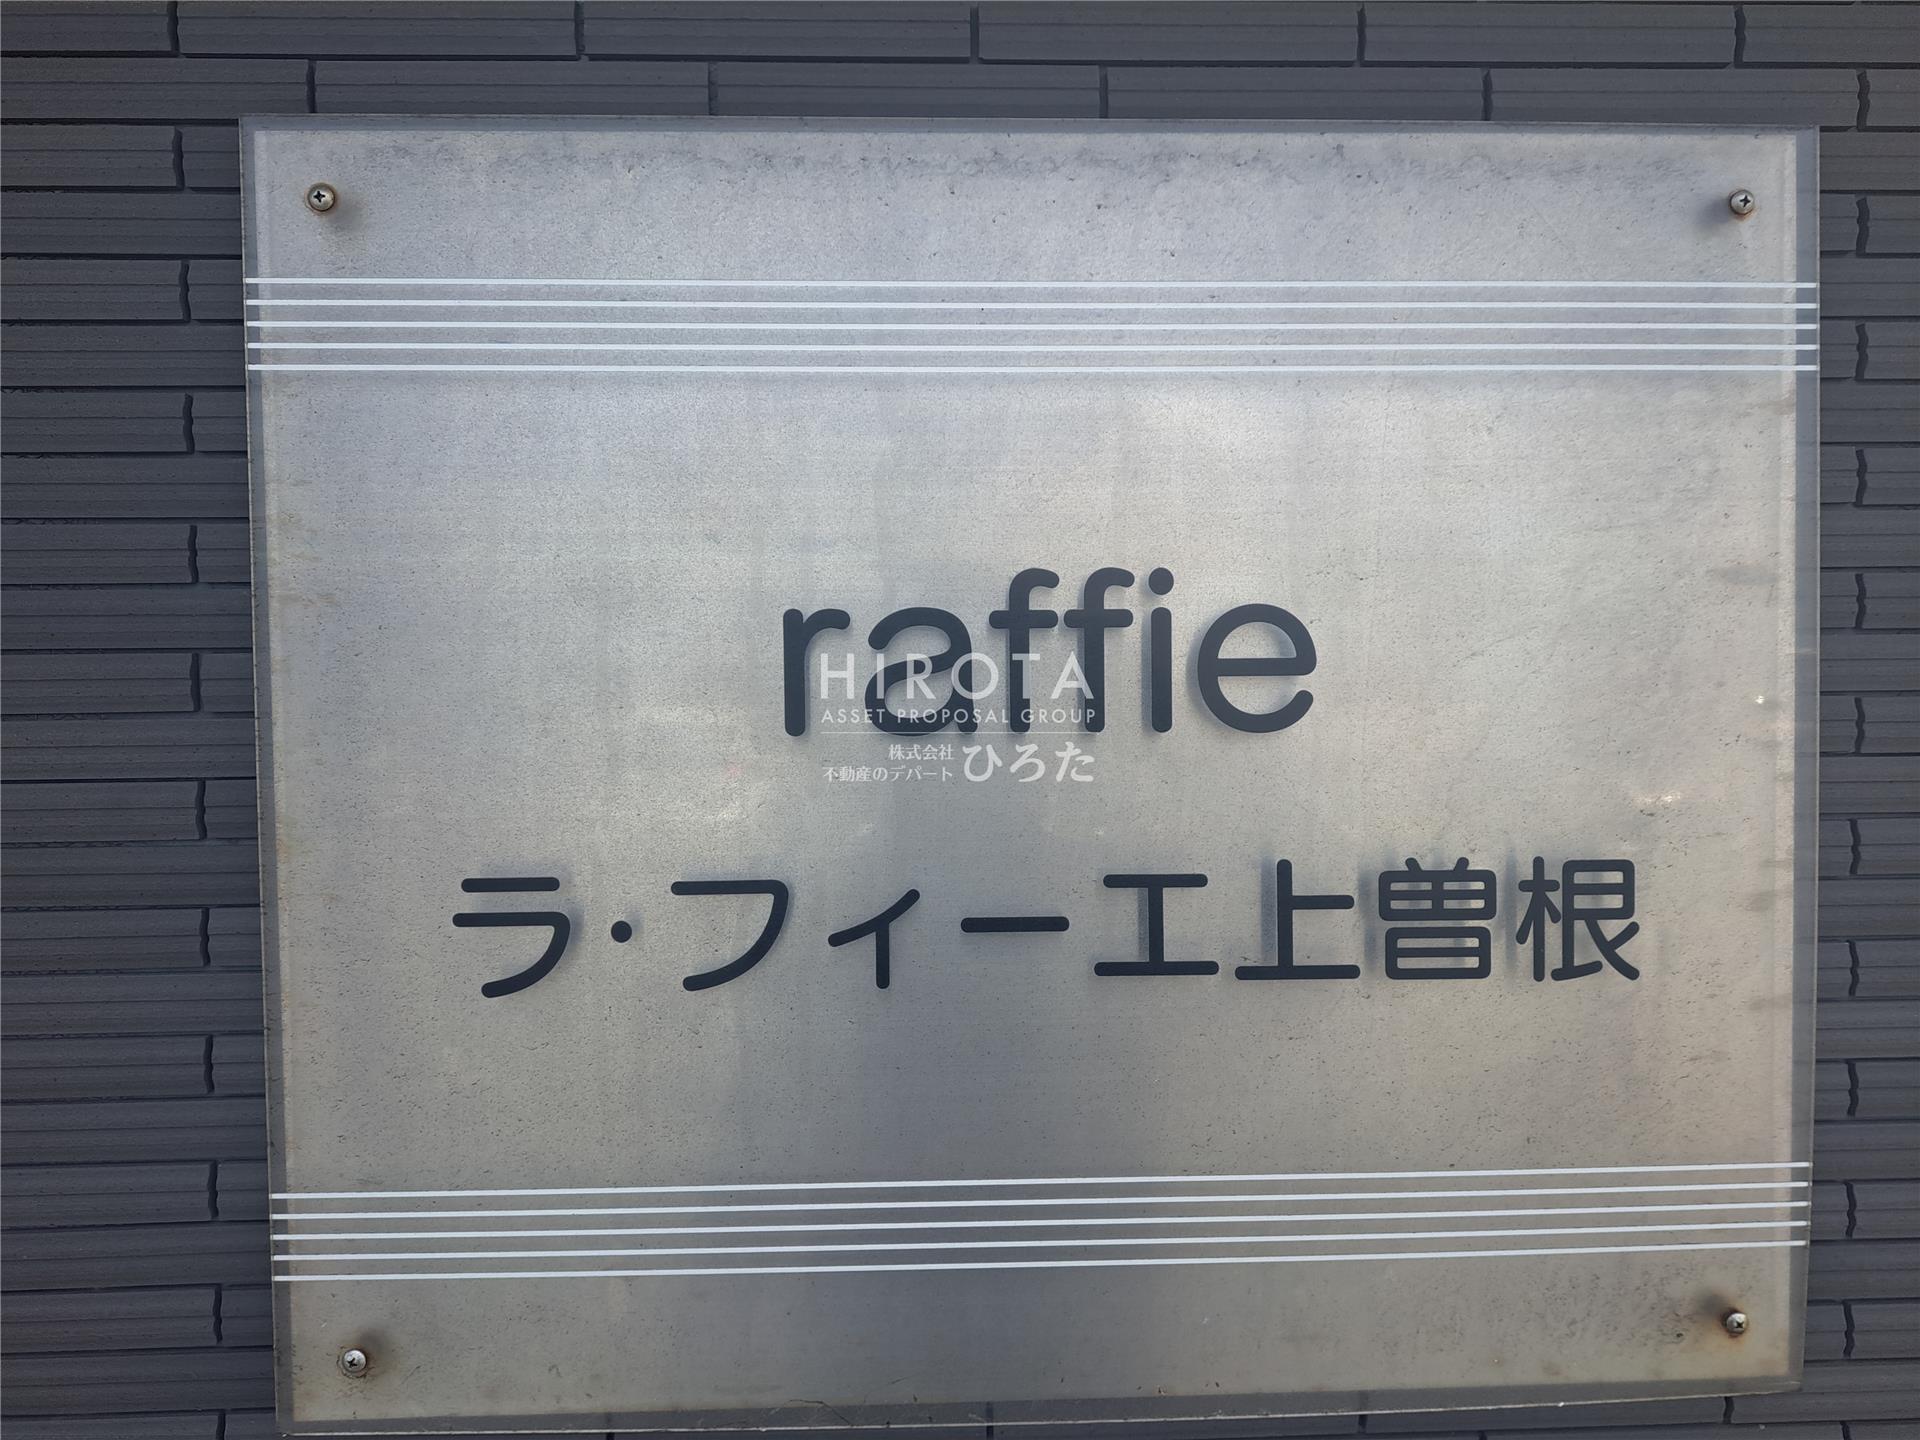 raffie
HIROTA
ASSET PROPOSAL GROUP
株式会社
不動産のデパート ひろた
ラ・フィーエ上曽根